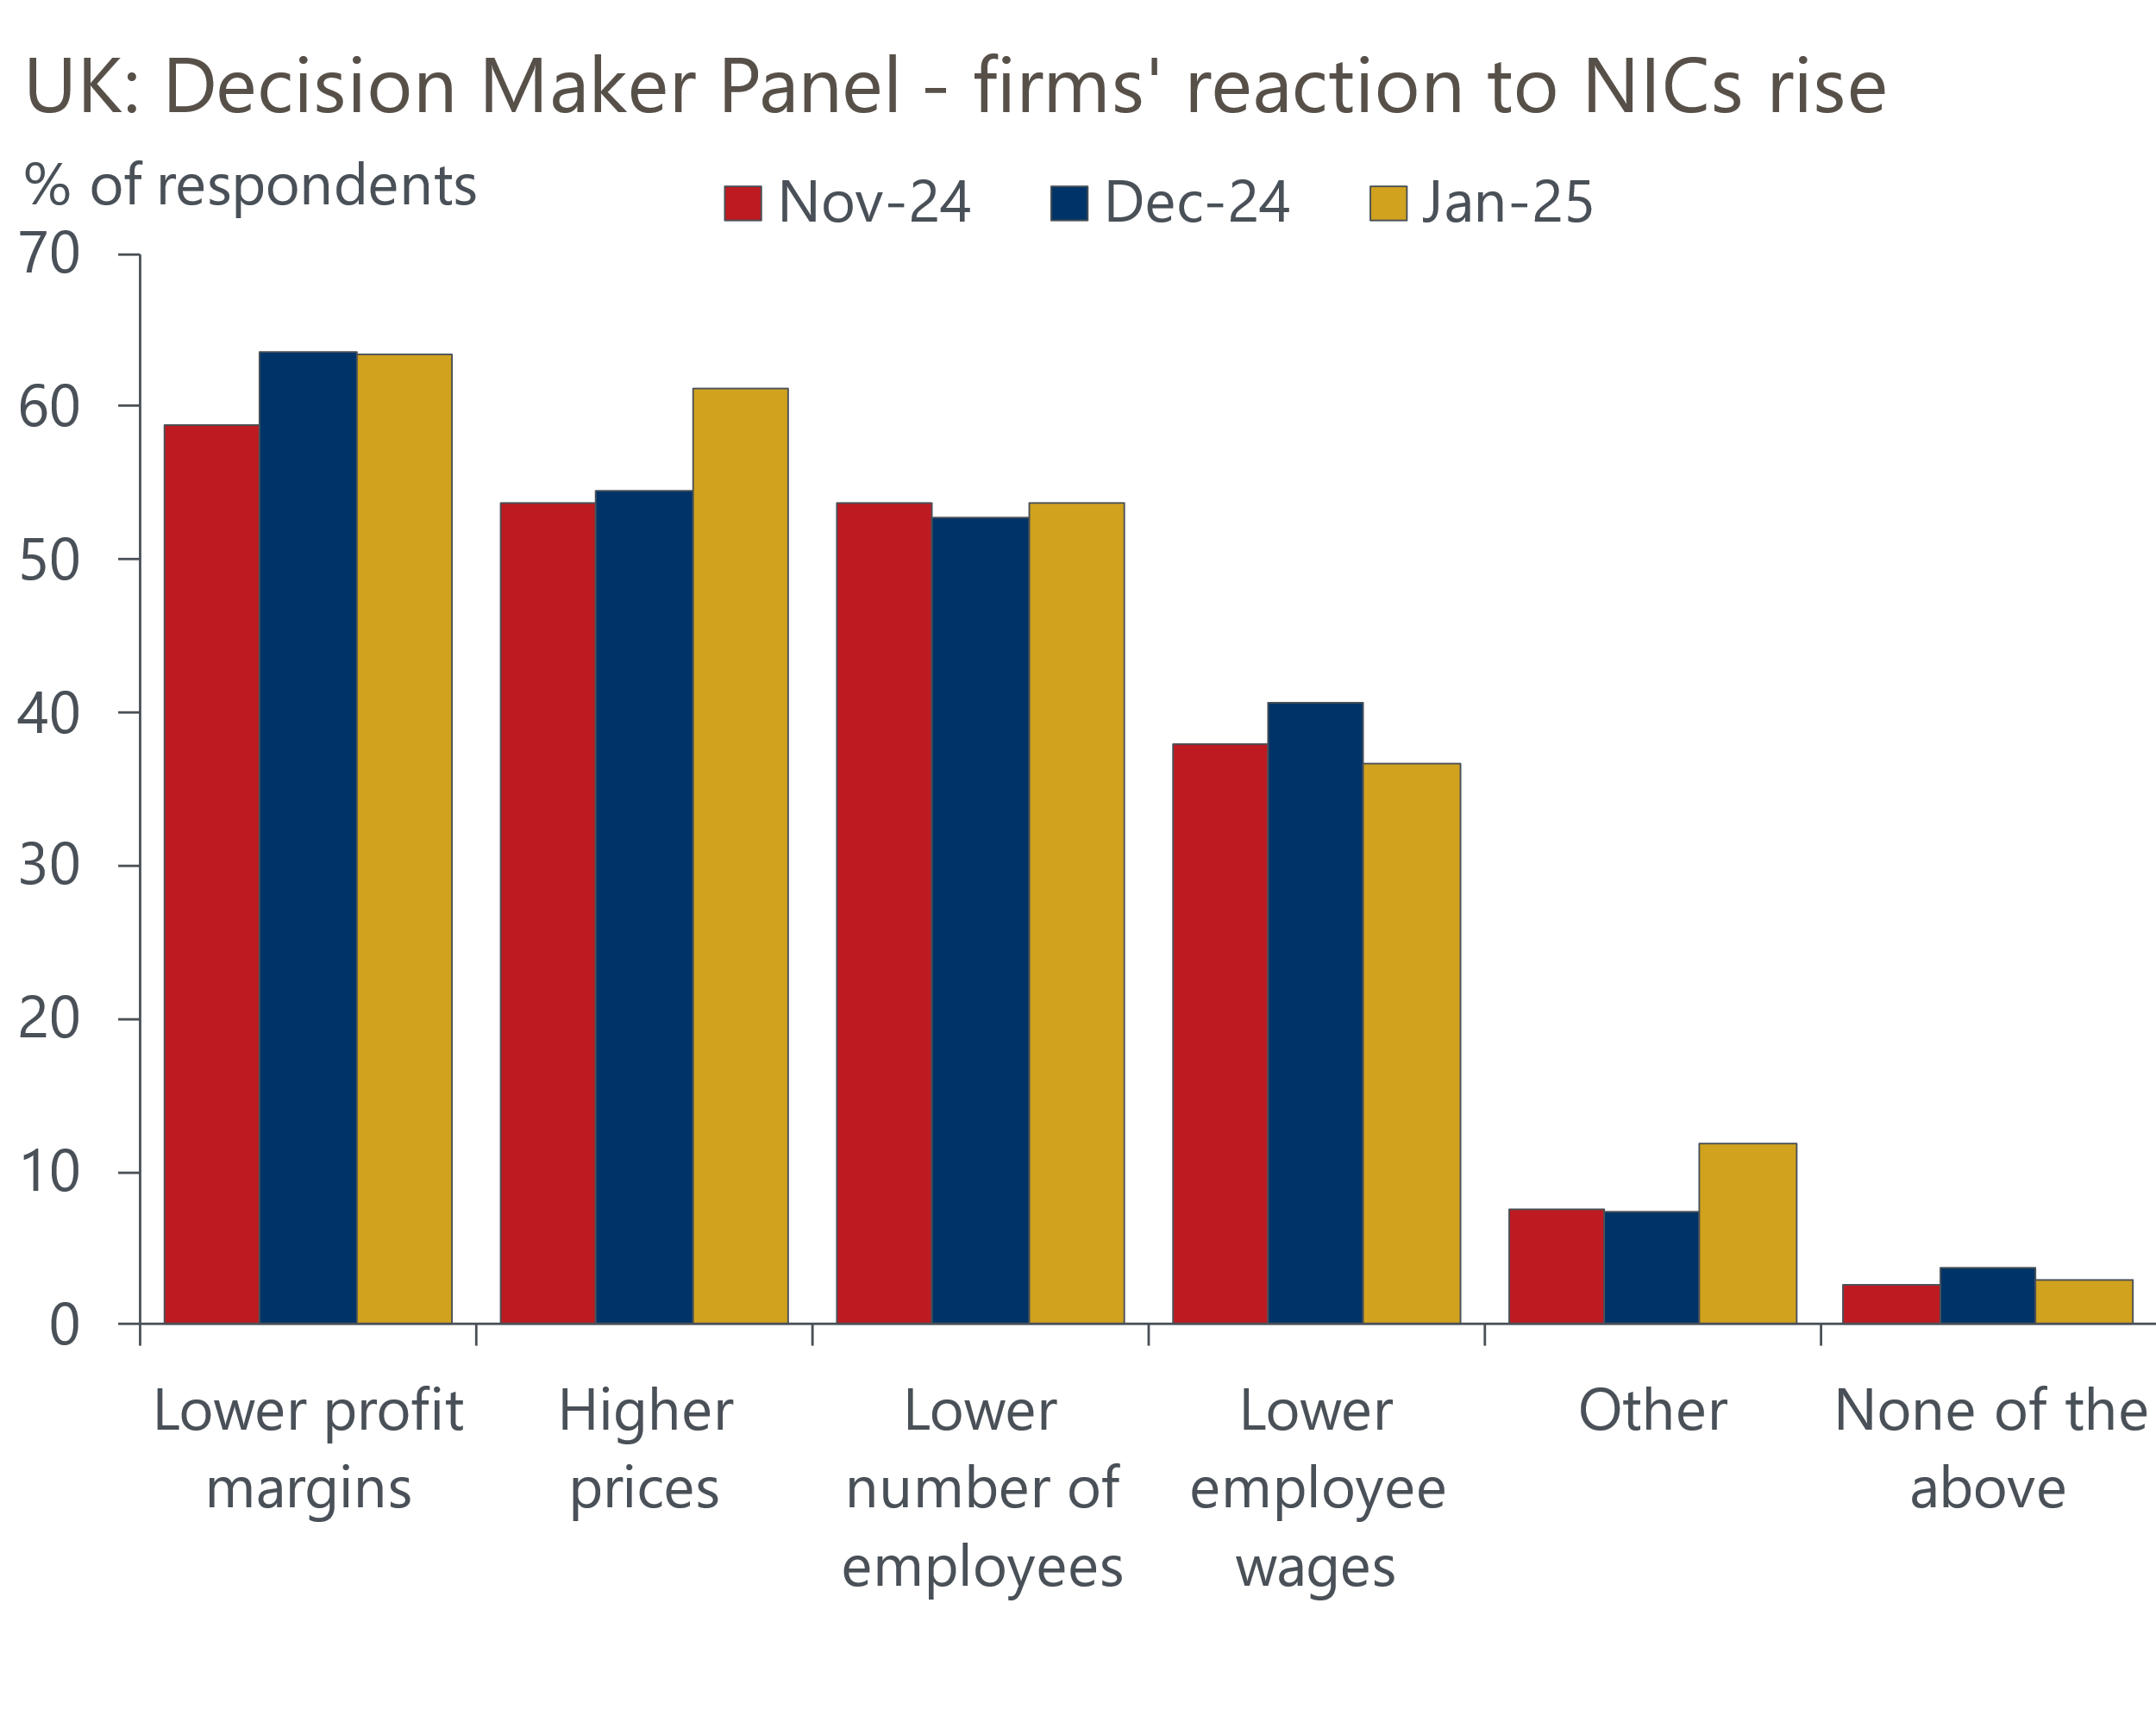 UK: Decision Maker Panel - firms' reaction to NICs rise
% of respondents
Nov-24 Dec-24 Jan-25
70
60
50
40
30
20
10
0
Lower profit margins
Higher prices
Lower number of employees
Lower employee wages
Other
None of the above